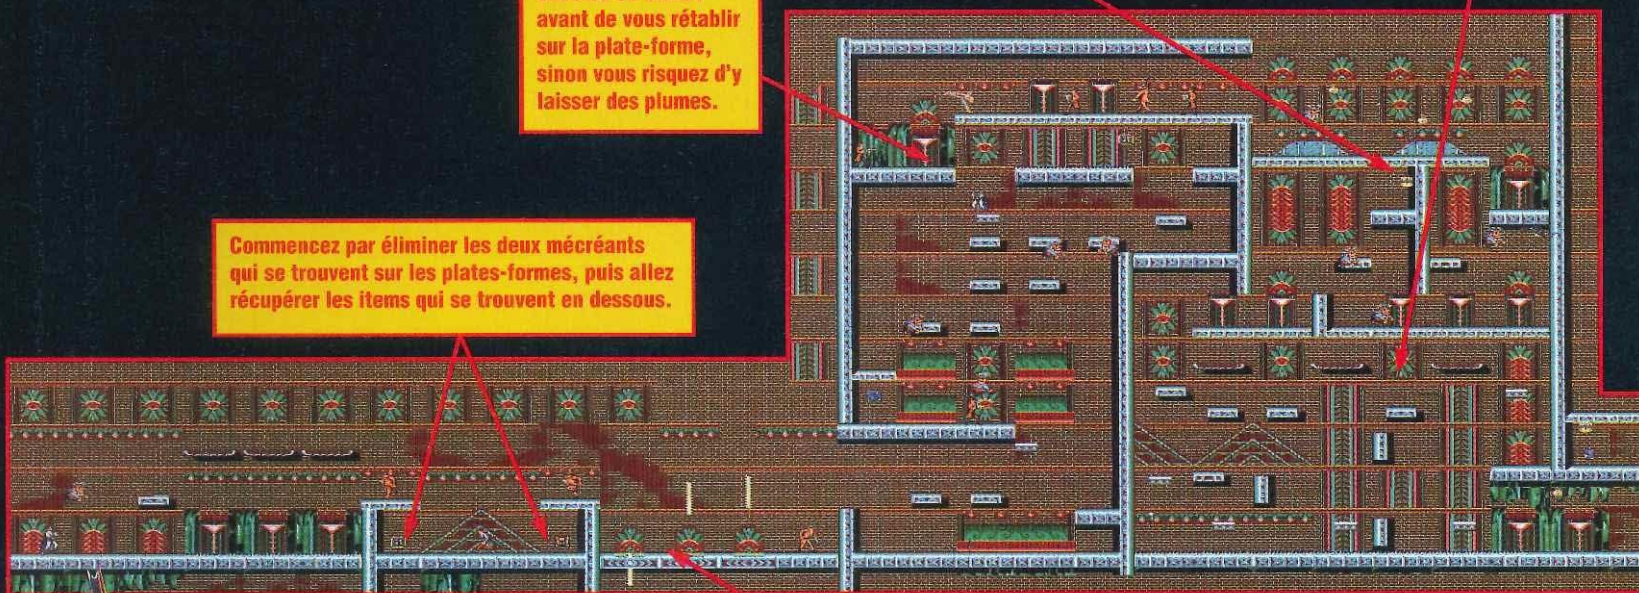 avant de vous rétablir
sur la plate-forme,
sinon vous risquez d'y
laisser des plumes.
Commencez par éliminer les deux mécréants
qui se trouvent sur les plates-formes, puis allez
récupérer les items qui se trouvent en dessous.